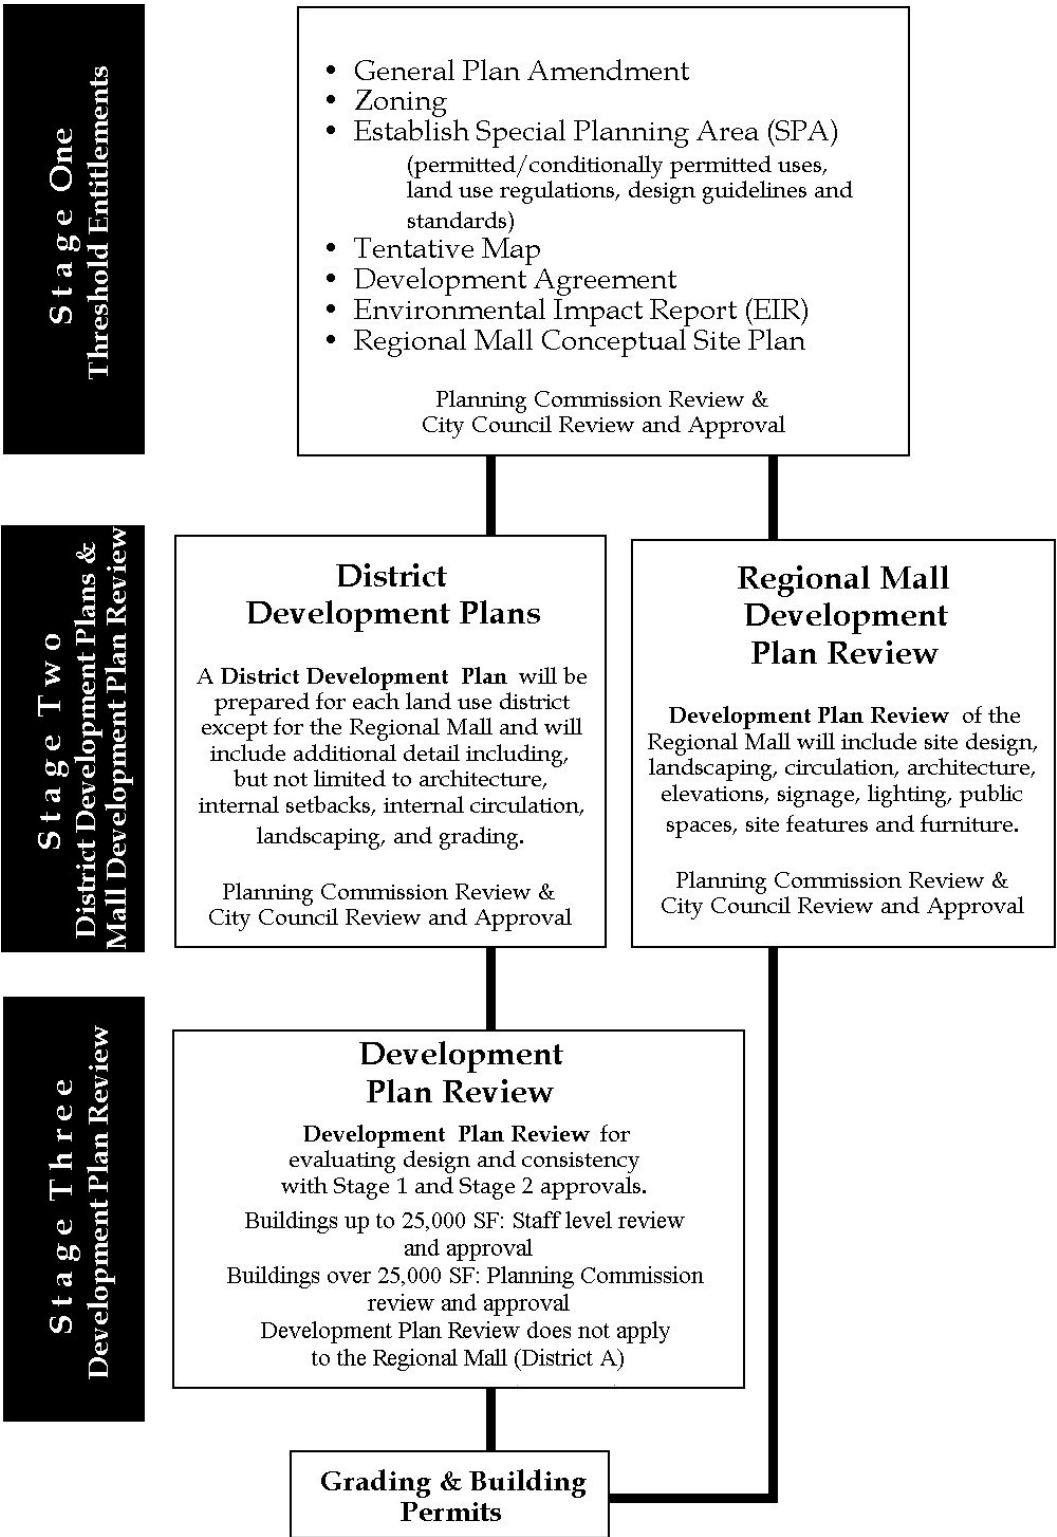 Stage One
Threshold Entitlements
• General Plan Amendment
• Zoning
• Establish Special Planning Area (SPA)
(permitted/conditionally permitted uses,
land use regulations, design guidelines and
standards)
• Tentative Map
• Development Agreement
• Environmental Impact Report (EIR)
• Regional Mall Conceptual Site Plan
Planning Commission Review &
City Council Review and Approval
Stage Two
District Development Plans &
Mall Development Plan Review
District
Development Plans
A District Development Plan will be
prepared for each land use district
except for the Regional Mall and will
include additional detail including,
but not limited to architecture,
internal setbacks, internal circulation,
landscaping, and grading.
Planning Commission Review &
City Council Review and Approval
Regional Mall
Development
Plan Review
Development Plan Review of the
Regional Mall will include site design,
landscaping, circulation, architecture,
elevations, signage, lighting, public
spaces, site features and furniture.
Planning Commission Review &
City Council Review and Approval
Stage Three
Development Plan Review
Development
Plan Review
Development Plan Review for
evaluating design and consistency
with Stage 1 and Stage 2 approvals.
Buildings up to 25,000 SF: Staff level review
and approval
Buildings over 25,000 SF: Planning Commission
review and approval
Development Plan Review does not apply
to the Regional Mall (District A)
Grading & Building
Permits